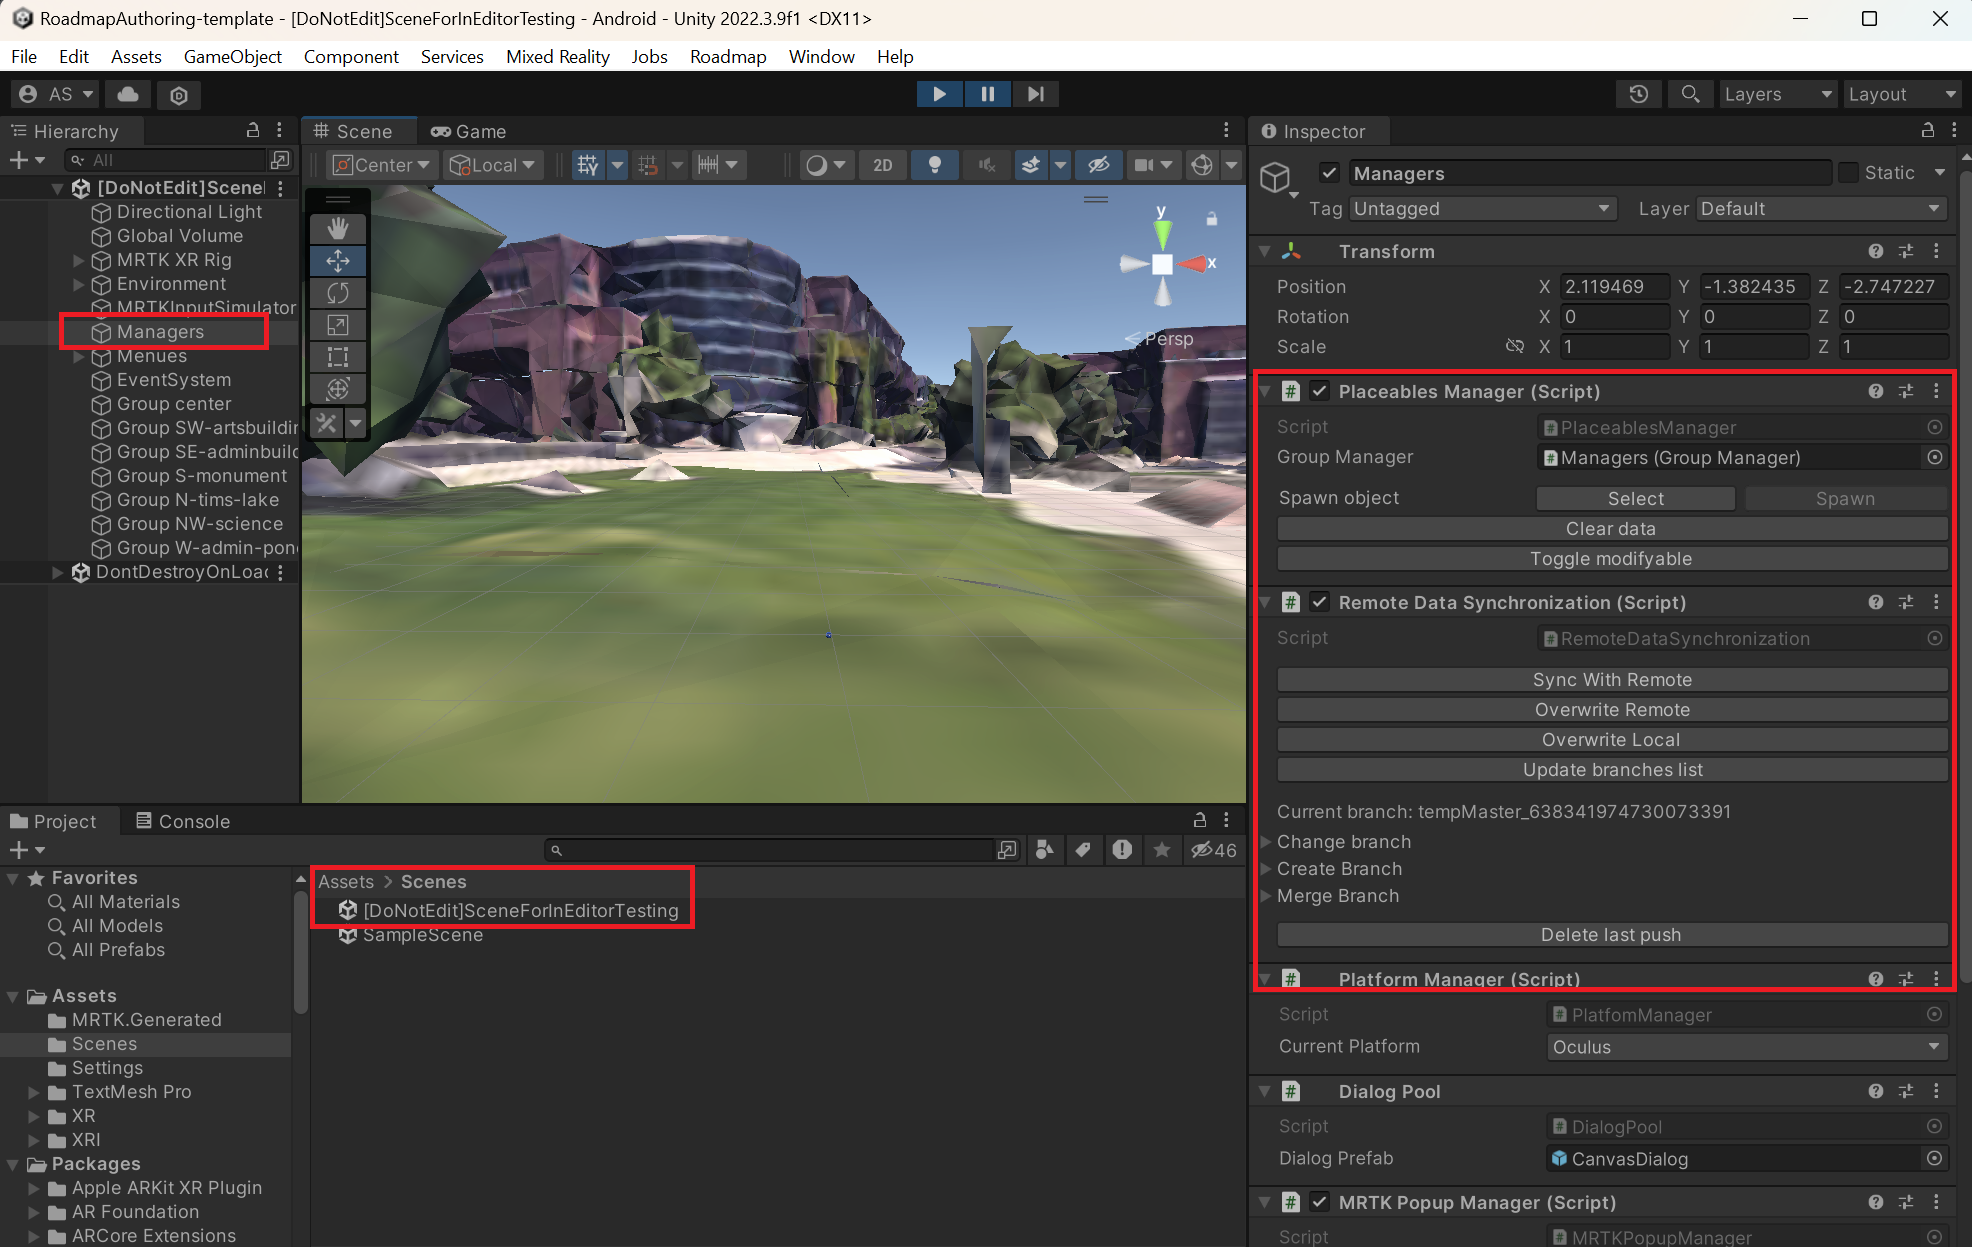 RoadmapAuthoring-template - [DoNotEdit]SceneForInEditorTesting - Android - Unity 2022.3.9f1 <DX11>
File Edit Assets GameObject Component Services Mixed Reality Jobs Roadmap Window Help
AS Layers Layout
Hierarchy
All
[DoNotEdit]Scene
Directional Light
Global Volume
MRTK XR Rig
Environment
MRTKInputSimulator
Managers
Menues
EventSystem
Group center
Group SW-artsbuildin
Group SE-adminbuild
Group S-monument
Group N-tims-lake
Group NW-science
Group W-admin-pon
DontDestroyOnLoad
Scene Game
Center Local 2D
y
x
Persp
Inspector
Managers Static
Tag Untagged Layer Default
Transform
Position X 2.119469 Y -1.382435 Z -2.747227
Rotation X 0 Y 0 Z 0
Scale X 1 Y 1 Z 1
Placeables Manager (Script)
Script PlaceablesManager
Group Manager Managers (Group Manager)
Spawn object Select Spawn
Clear data
Toggle modifyable
Remote Data Synchronization (Script)
Script RemoteDataSynchronization
Sync With Remote
Overwrite Remote
Overwrite Local
Update branches list
Current branch: tempMaster_638341974730073391
Change branch
Create Branch
Merge Branch
Delete last push
Platform Manager (Script)
Script PlatfomManager
Current Platform Oculus
Dialog Pool
Script DialogPool
Dialog Prefab CanvasDialog
MRTK Popup Manager (Script)
Script MRTKPopupManager
Project Console
46
Favorites
All Materials
All Models
All Prefabs
Assets
MRTK.Generated
Scenes
Settings
TextMesh Pro
XR
XRI
Packages
Apple ARKit XR Plugin
AR Foundation
ARCore Extensions
Assets > Scenes
[DoNotEdit]SceneForInEditorTesting
SampleScene